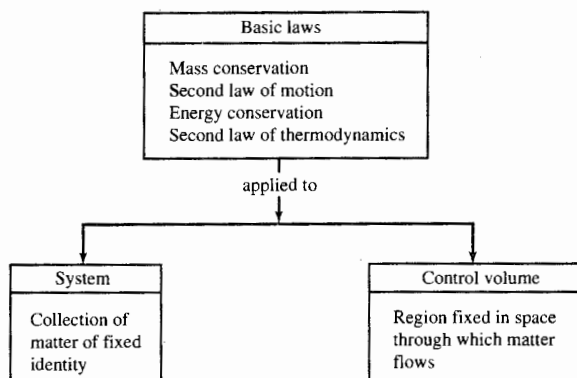 Basic laws
Mass conservation
Second law of motion
Energy conservation
Second law of thermodynamics
applied to
System
Collection of
matter of fixed
identity
Control volume
Region fixed in space
through which matter
flows